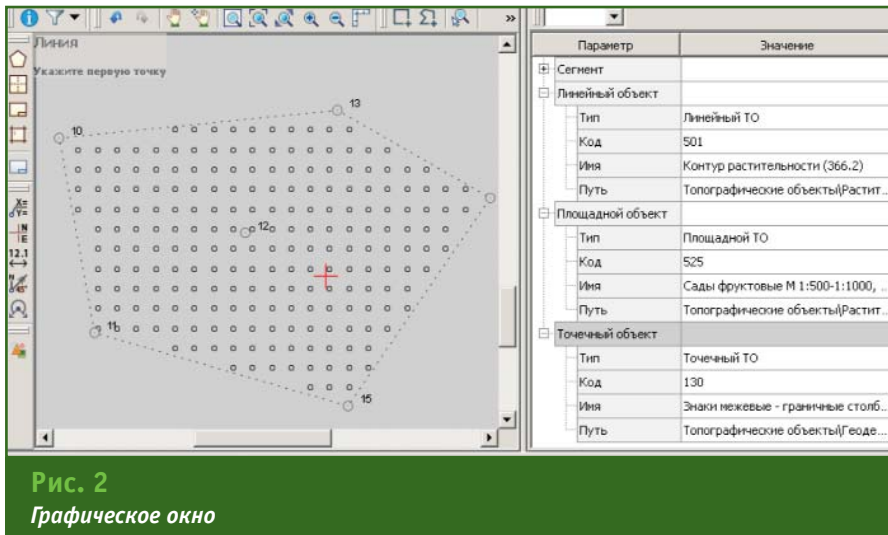 »
Линия
Укажите первую точку
13
10
12
11
15
X=
Y=
N
E
12.1
N
45°
Параметр Значение
Сегмент
Линейный объект
Тип Линейный ТО
Код 501
Имя Контур растительности (366.2)
Путь Топографические объекты\Растит...
Площадной объект
Тип Площадной ТО
Код 525
Имя Сады фруктовые М 1:500-1:1000, ...
Путь Топографические объекты\Растит...
Точечный объект
Тип Точечный ТО
Код 130
Имя Знаки межевые - граничные столб...
Путь Топографические объекты\Геоде...
Рис. 2
Графическое окно